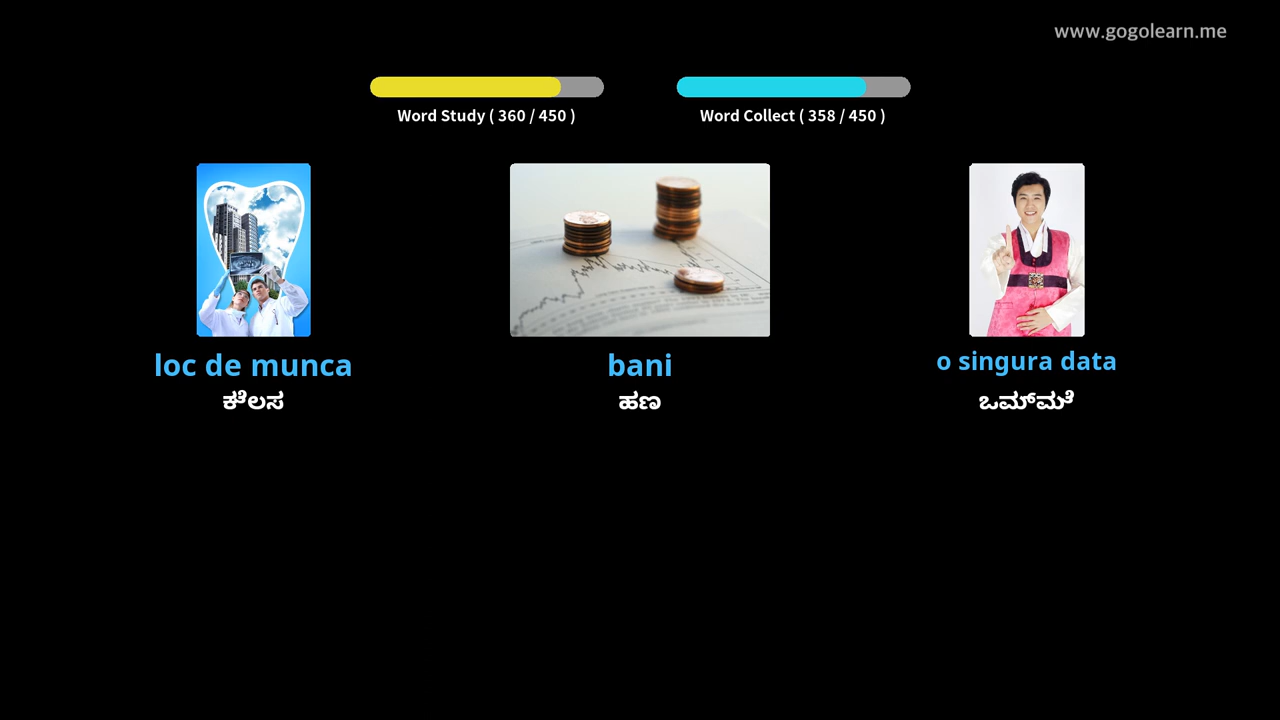 www.gogolearn.me
Word Study ( 360 / 450 )
Word Collect ( 358 / 450 )
loc de munca
bani
o singura data
ಕೆಲಸ
ಹಣ
ಒಮ್ಮೆ